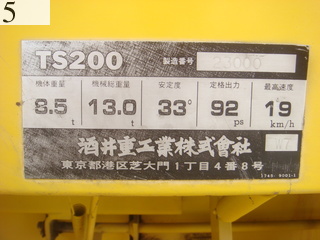 5
TS200 製造番号
機体重量 機械総重量 安定度 定格出力 最高速度
8.5 13.0 33° 92 19
t t ps km/h
酒井重工業株式会社
東京都港区芝大門1丁目4番8号